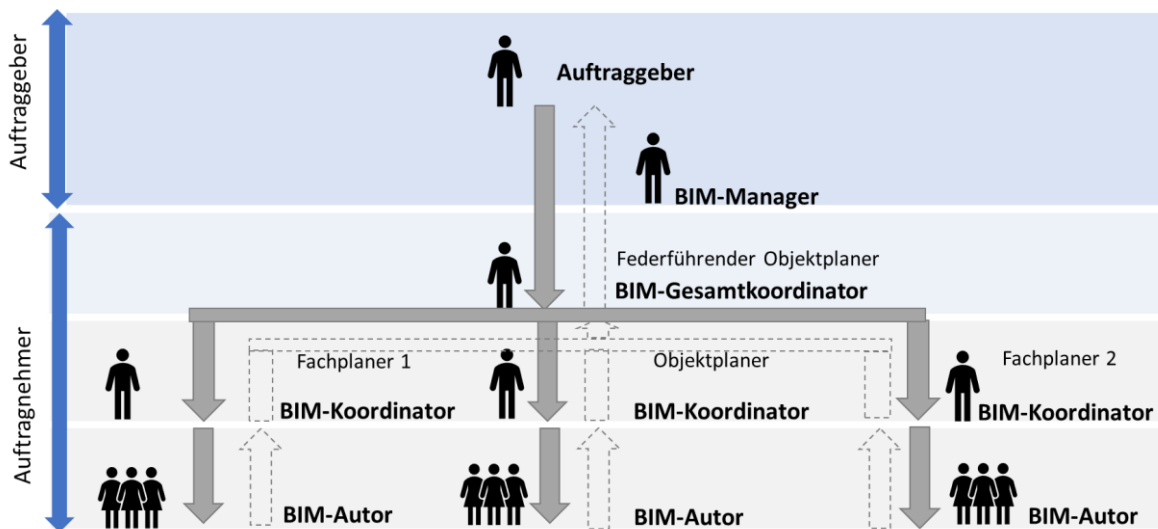 Auftraggeber
Auftraggeber
BIM-Manager
Auftragnehmer
Federführender Objektplaner
BIM-Gesamtkoordinator
Fachplaner 1
Objektplaner
Fachplaner 2
BIM-Koordinator
BIM-Koordinator
BIM-Koordinator
BIM-Autor
BIM-Autor
BIM-Autor